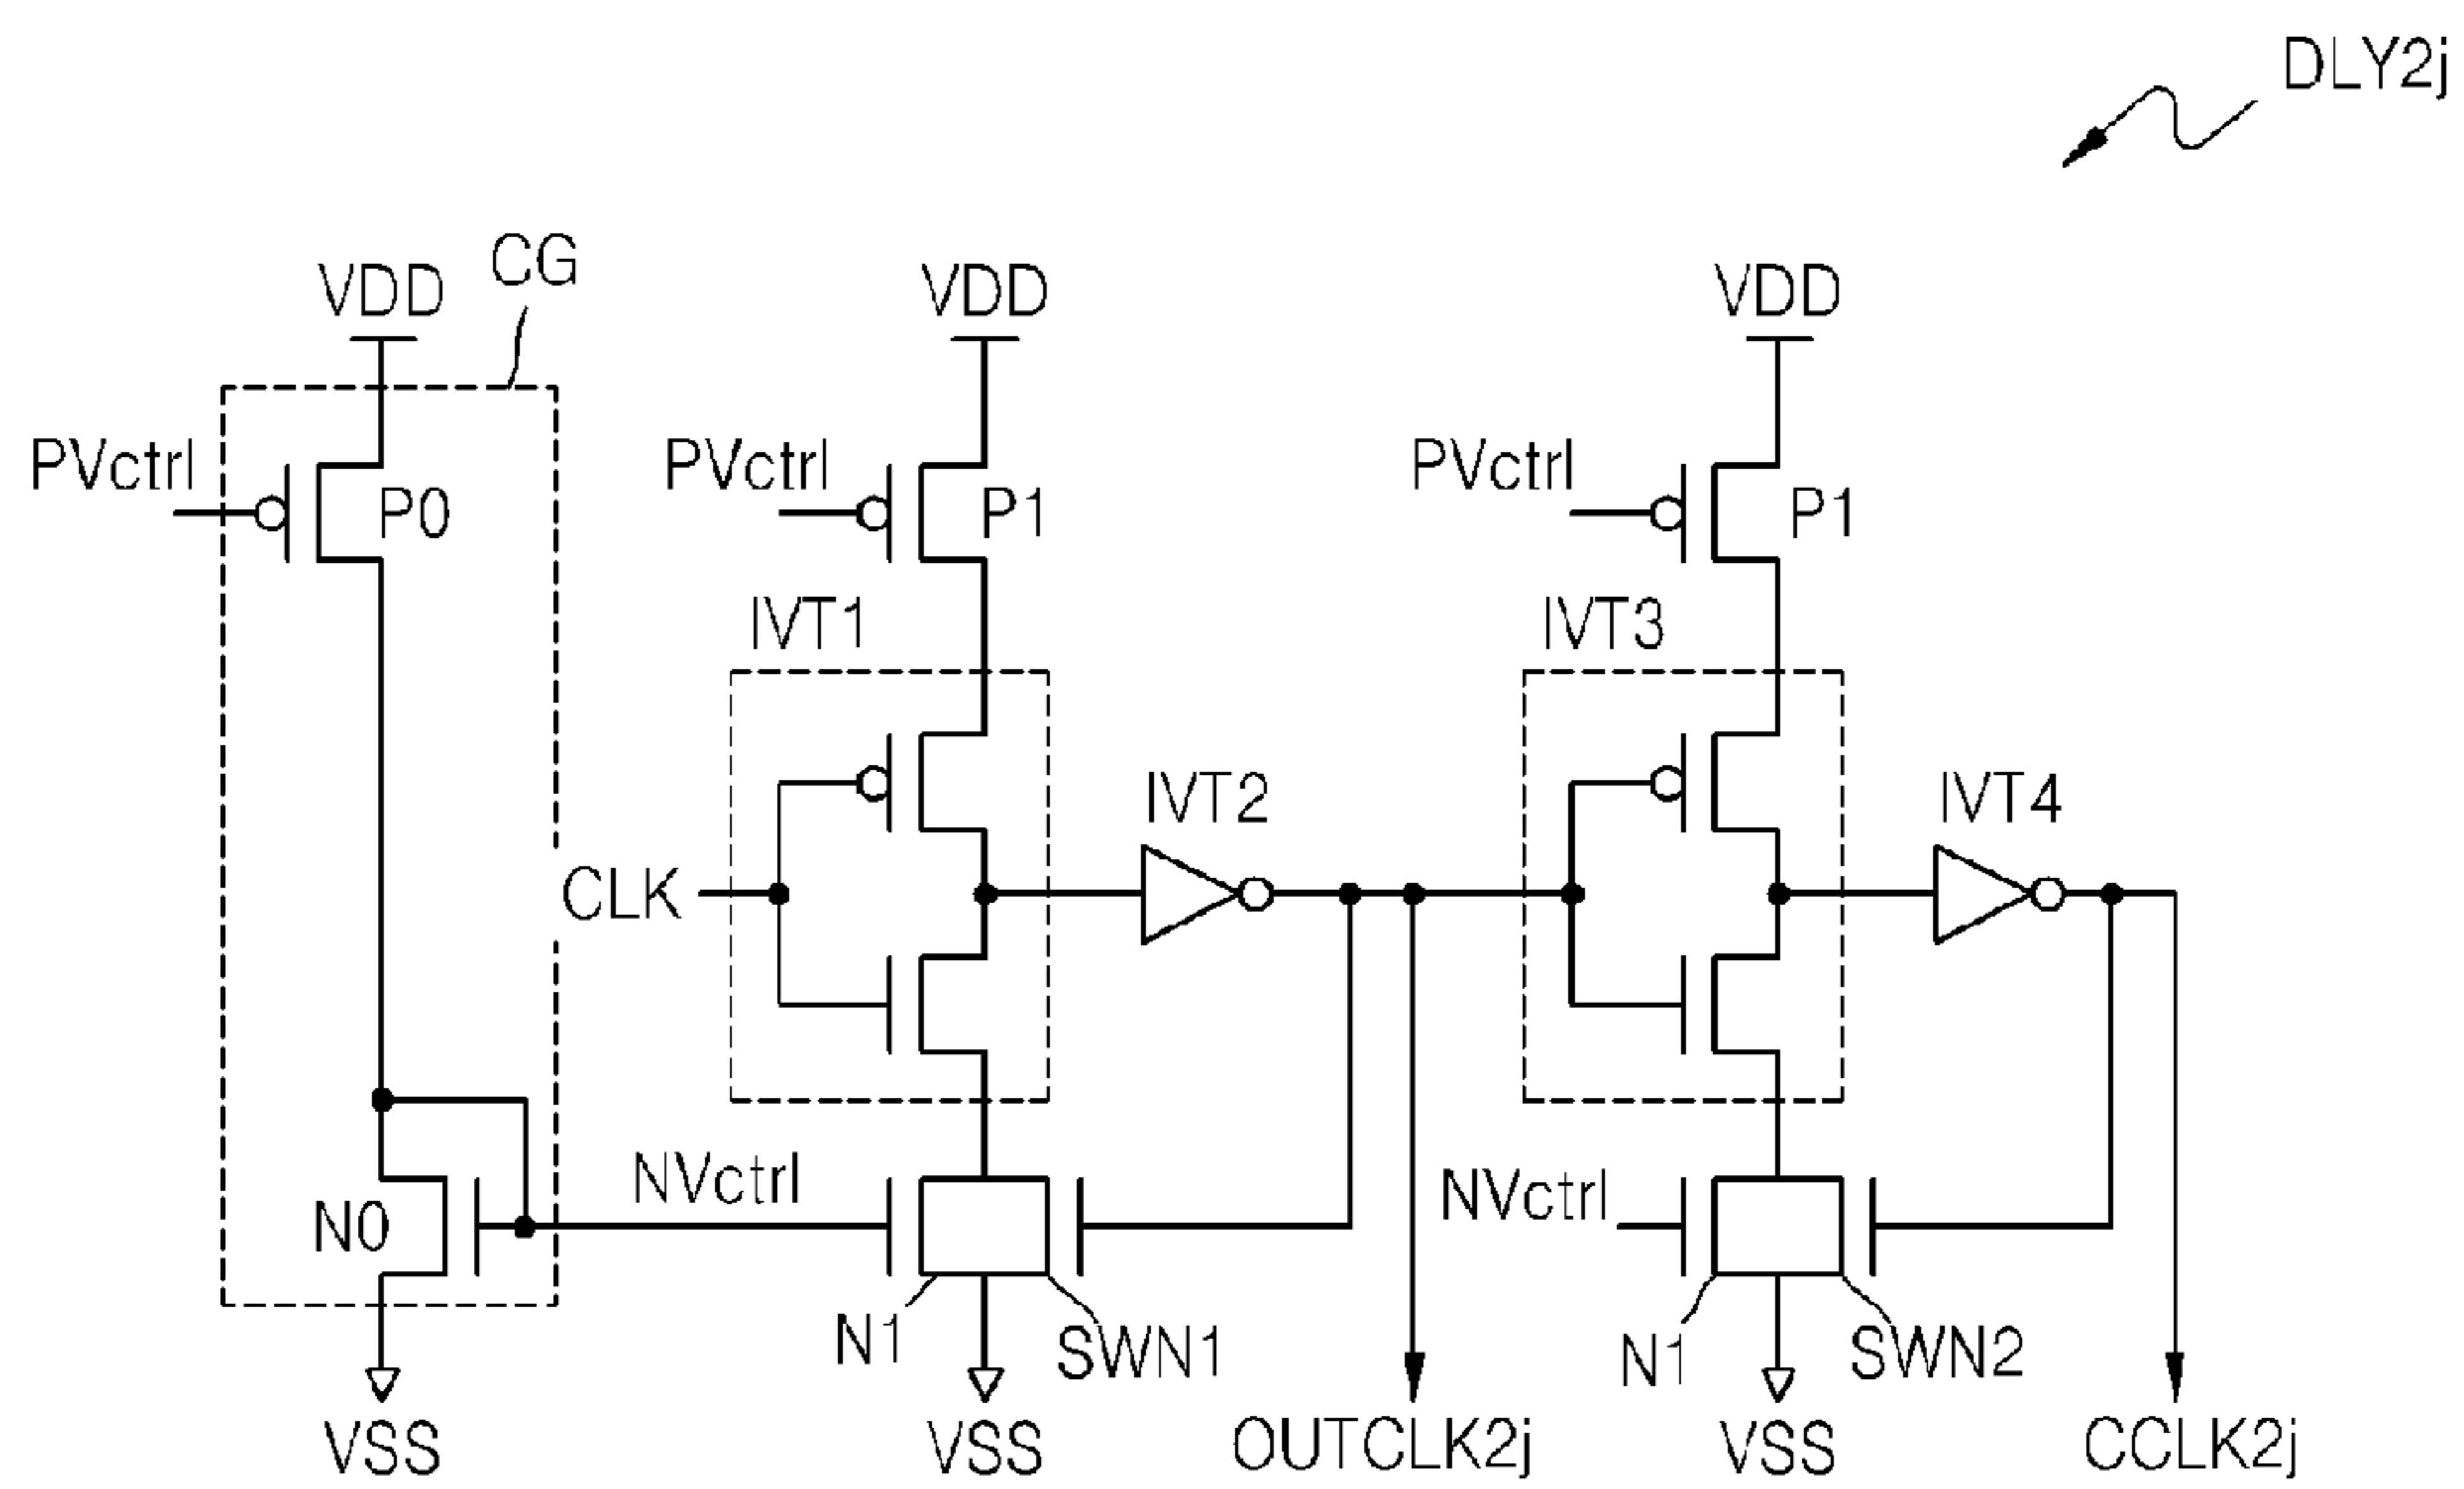 DLY2j
CG
VDD
VDD
VDD
PVctrl
P0
PVctrl
P1
PVctrl
P1
IVT1
IVT3
IVT2
IVT4
CLK
NVctrl
NVctrl
N0
N1
SWN1
N1
SWN2
VSS
VSS
OUTCLK2j
VSS
CCLK2j